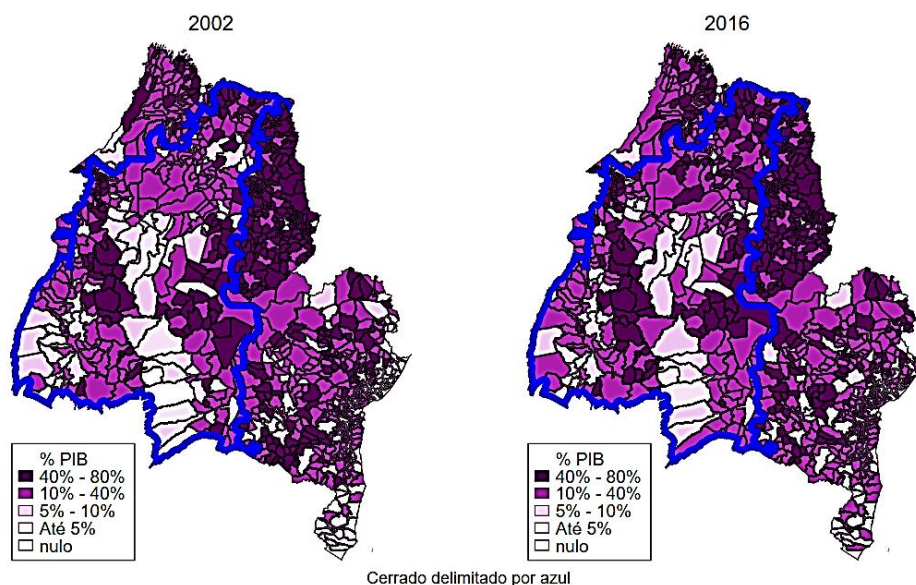 2002
2016
% PIB
40% - 80%
10% - 40%
5% - 10%
Até 5%
nulo
% PIB
40% - 80%
10% - 40%
5% - 10%
Até 5%
nulo
Cerrado delimitado por azul